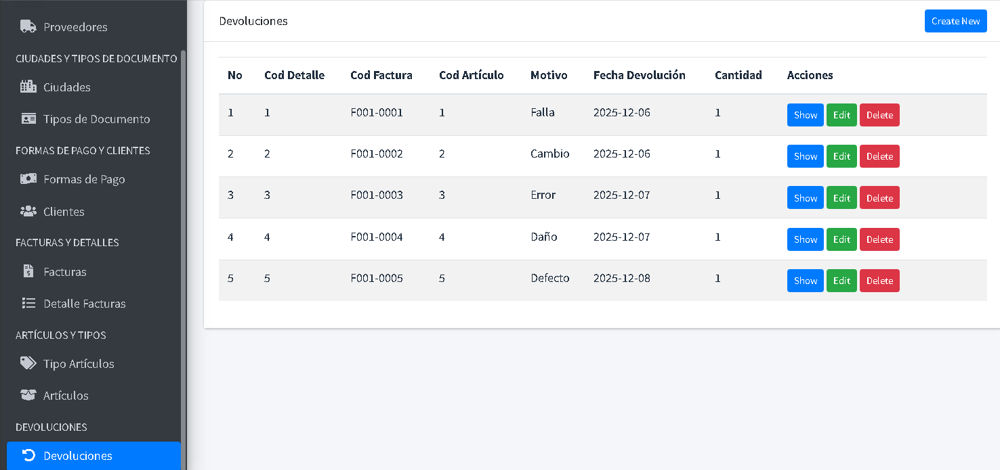 Proveedores
CIUDADES Y TIPOS DE DOCUMENTO
Ciudades
Tipos de Documento
FORMAS DE PAGO Y CLIENTES
Formas de Pago
Clientes
FACTURAS Y DETALLES
Facturas
Detalle Facturas
ARTÍCULOS Y TIPOS
Tipo Artículos
Artículos
DEVOLUCIONES
Devoluciones
Devoluciones Create New
No Cod Detalle Cod Factura Cod Artículo Motivo Fecha Devolución Cantidad Acciones
1 1 F001-0001 1 Falla 2025-12-06 1 Show Edit Delete
2 2 F001-0002 2 Cambio 2025-12-06 1 Show Edit Delete
3 3 F001-0003 3 Error 2025-12-07 1 Show Edit Delete
4 4 F001-0004 4 Daño 2025-12-07 1 Show Edit Delete
5 5 F001-0005 5 Defecto 2025-12-08 1 Show Edit Delete